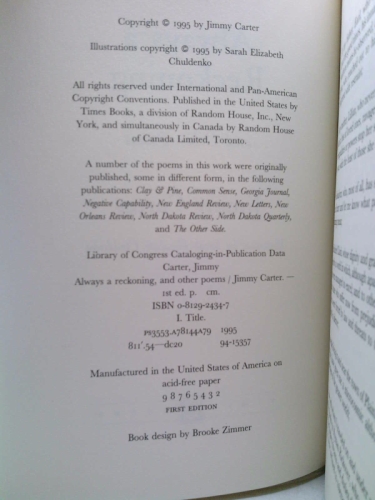 Copyright © 1995 by Jimmy Carter
Illustrations copyright © 1995 by Sarah Elizabeth
Chuldenko
All rights reserved under International and Pan-American
Copyright Conventions. Published in the United States by
Times Books, a division of Random House, Inc., New
York, and simultaneously in Canada by Random House
of Canada Limited, Toronto.
A number of the poems in this work were originally
published, some in different form, in the following
publications: Clay & Pine, Common Sense, Georgia Journal,
Negative Capability, New England Review, New Letters, New
Orleans Review, North Dakota Review, North Dakota Quarterly,
and The Other Side.
Library of Congress Cataloging-in-Publication Data
Carter, Jimmy
Always a reckoning, and other poems / Jimmy Carter. —
1st ed. p. cm.
ISBN 0-8129-2434-7
I. Title.
PS3553.A78144A79 1995
811'.54—dc20 94-15337
Manufactured in the United States of America on
acid-free paper
9 8 7 6 5 4 3 2
FIRST EDITION
Book design by Brooke Zimmer